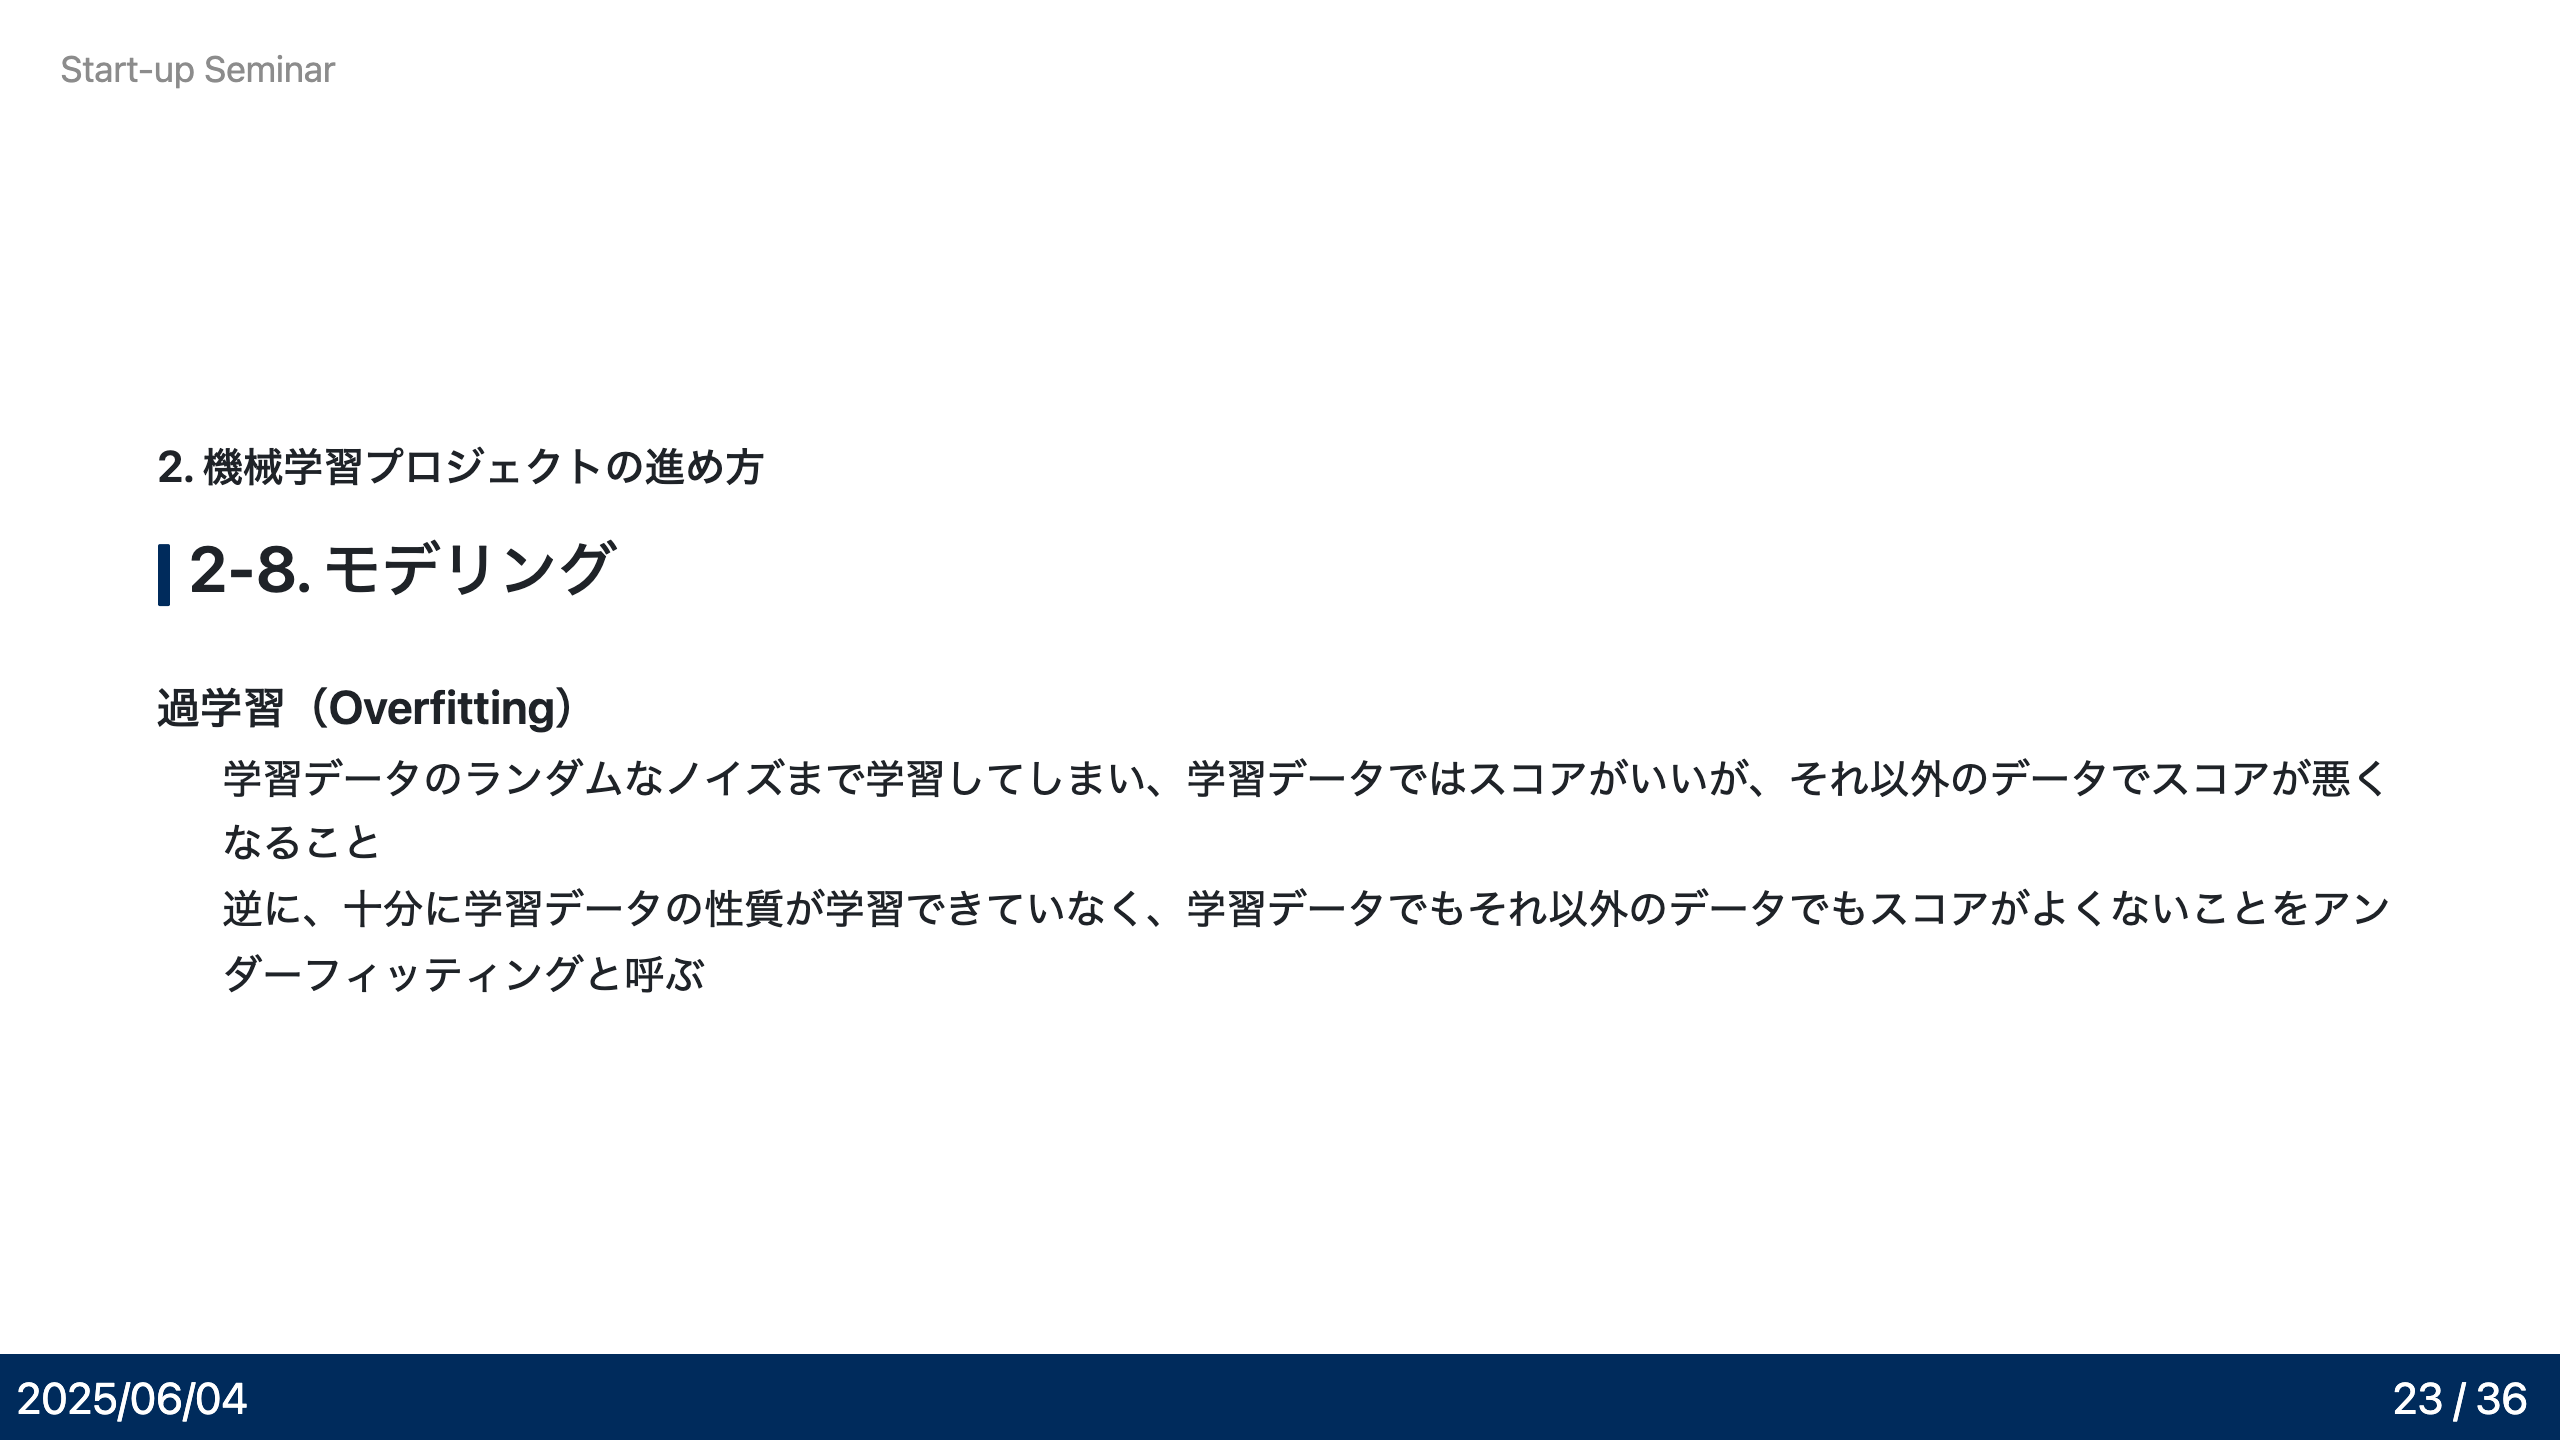 Start-up Seminar
2. 機械学習プロジェクトの進め方
2-8. モデリング
過学習（Overfitting）
学習データのランダムなノイズまで学習してしまい、学習データではスコアがいいが、それ以外のデータでスコアが悪く
なること
逆に、十分に学習データの性質が学習できていなく、学習データでもそれ以外のデータでもスコアがよくないことをアン
ダーフィッティングと呼ぶ
2025/06/04
23 / 36